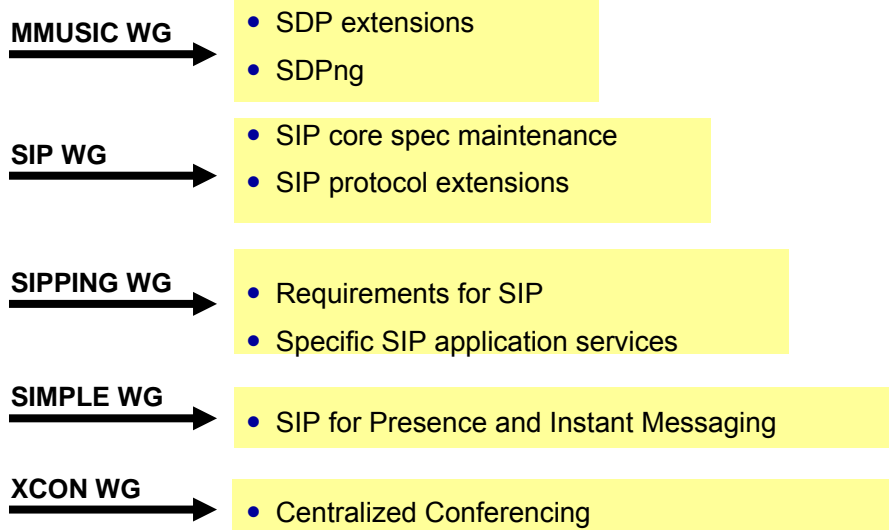 MMUSIC WG
• SDP extensions
• SDPng
SIP WG
• SIP core spec maintenance
• SIP protocol extensions
SIPPING WG
• Requirements for SIP
• Specific SIP application services
SIMPLE WG
• SIP for Presence and Instant Messaging
XCON WG
• Centralized Conferencing